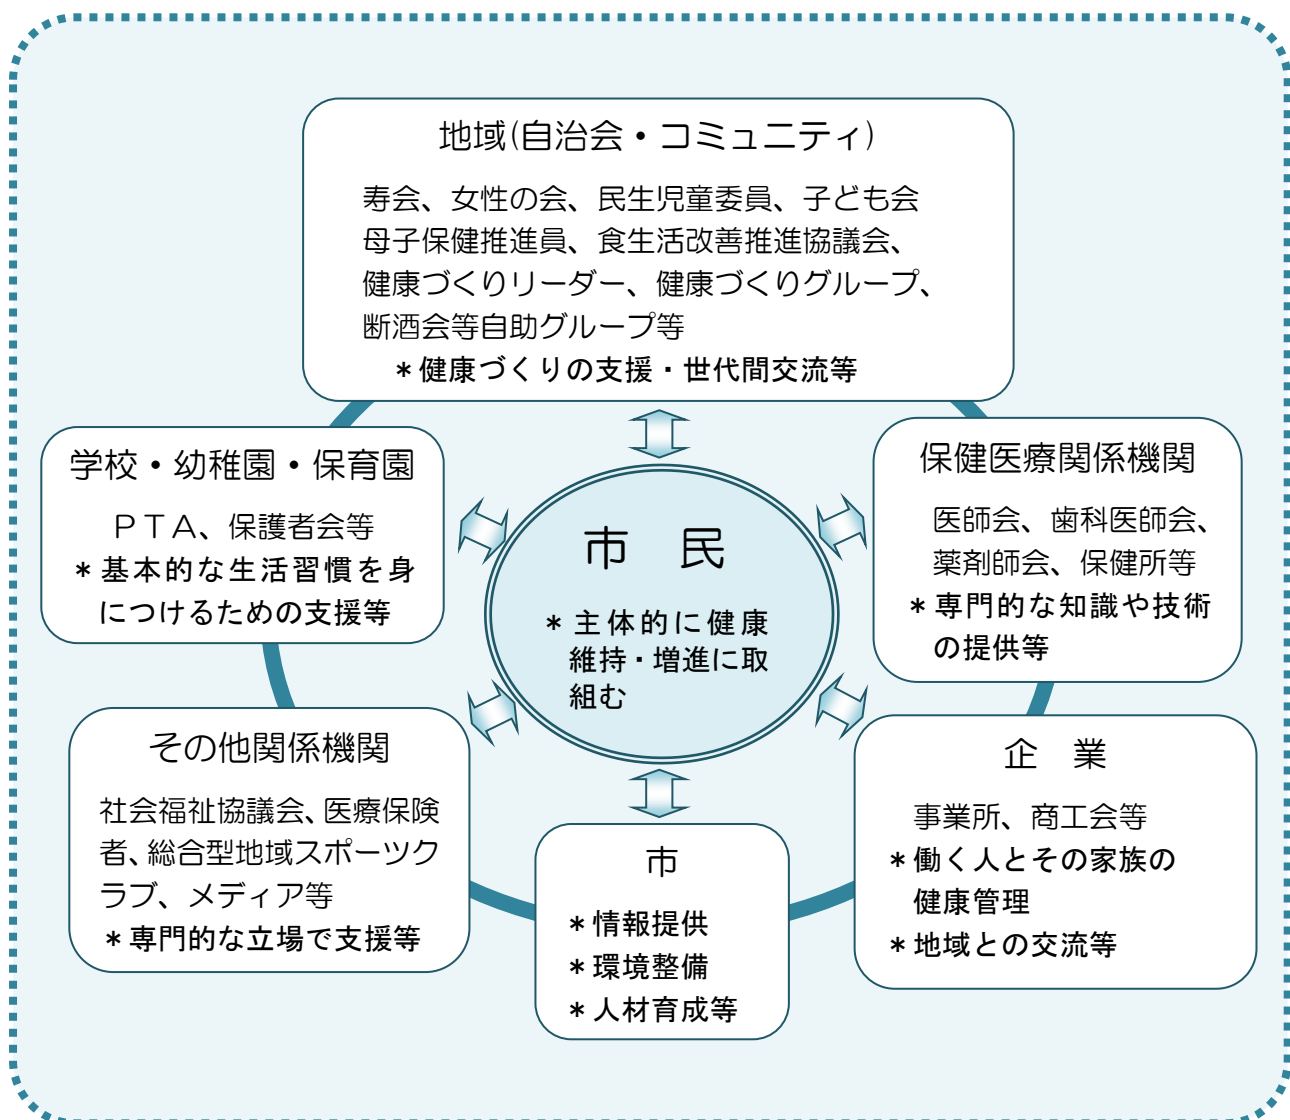 地域(自治会・コミュニティ)
寿会、女性の会、民生児童委員、子ども会
母子保健推進員、食生活改善推進協議会、
健康づくりリーダー、健康づくりグループ、
断酒会等自助グループ等
＊健康づくりの支援・世代間交流等
学校・幼稚園・保育園
ＰＴＡ、保護者会等
＊基本的な生活習慣を身
につけるための支援等
市　民
＊主体的に健康
維持・増進に取
組む
保健医療関係機関
医師会、歯科医師会、
薬剤師会、保健所等
＊専門的な知識や技術
の提供等
その他関係機関
社会福祉協議会、医療保険
者、総合型地域スポーツク
ラブ、メディア等
＊専門的な立場で支援等
市
＊情報提供
＊環境整備
＊人材育成等
企　業
事業所、商工会等
＊働く人とその家族の
健康管理
＊地域との交流等